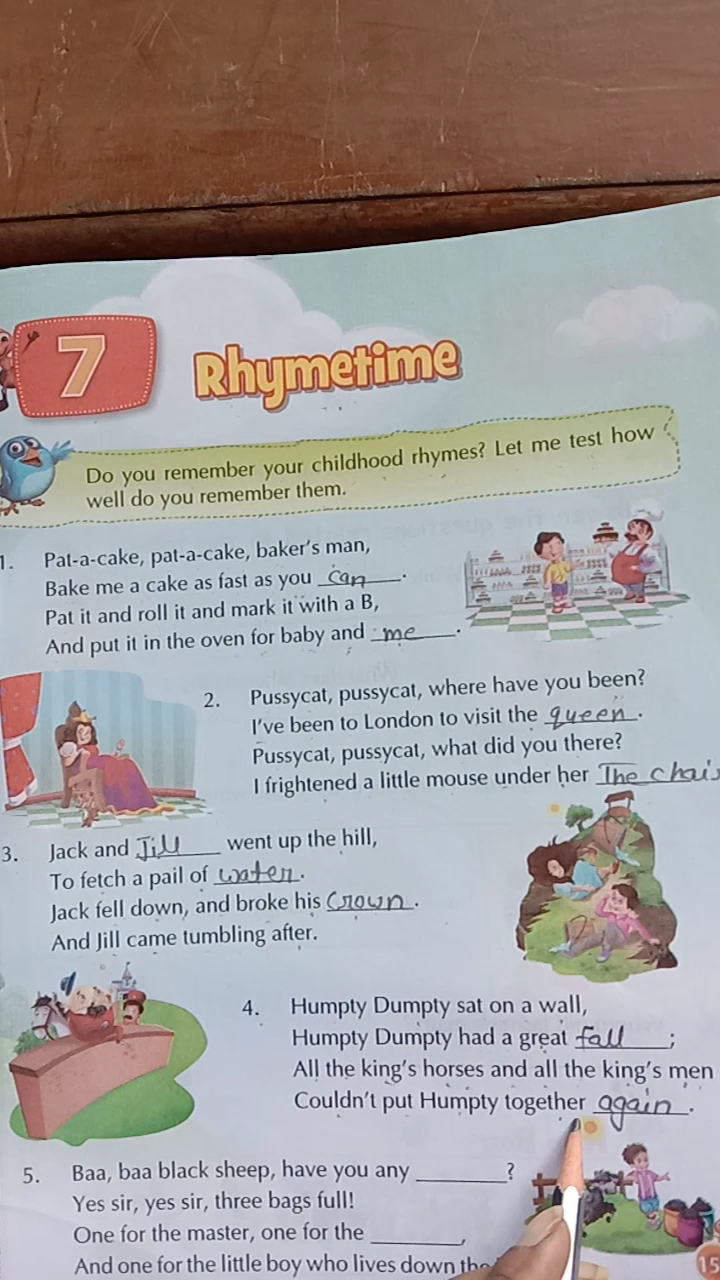 7
Rhymetime
Do you remember your childhood rhymes? Let me test how
well do you remember them.
1. Pat-a-cake, pat-a-cake, baker's man,
Bake me a cake as fast as you can.
Pat it and roll it and mark it with a B,
And put it in the oven for baby and me.
2. Pussycat, pussycat, where have you been?
I've been to London to visit the queen.
Pussycat, pussycat, what did you there?
I frightened a little mouse under her The chair
3. Jack and Jill went up the hill,
To fetch a pail of water.
Jack fell down, and broke his Crown.
And Jill came tumbling after.
4. Humpty Dumpty sat on a wall,
Humpty Dumpty had a great fall;
All the king's horses and all the king's men
Couldn't put Humpty together again.
5. Baa, baa black sheep, have you any ________?
Yes sir, yes sir, three bags full!
One for the master, one for the ________,
And one for the little boy who lives down the
15